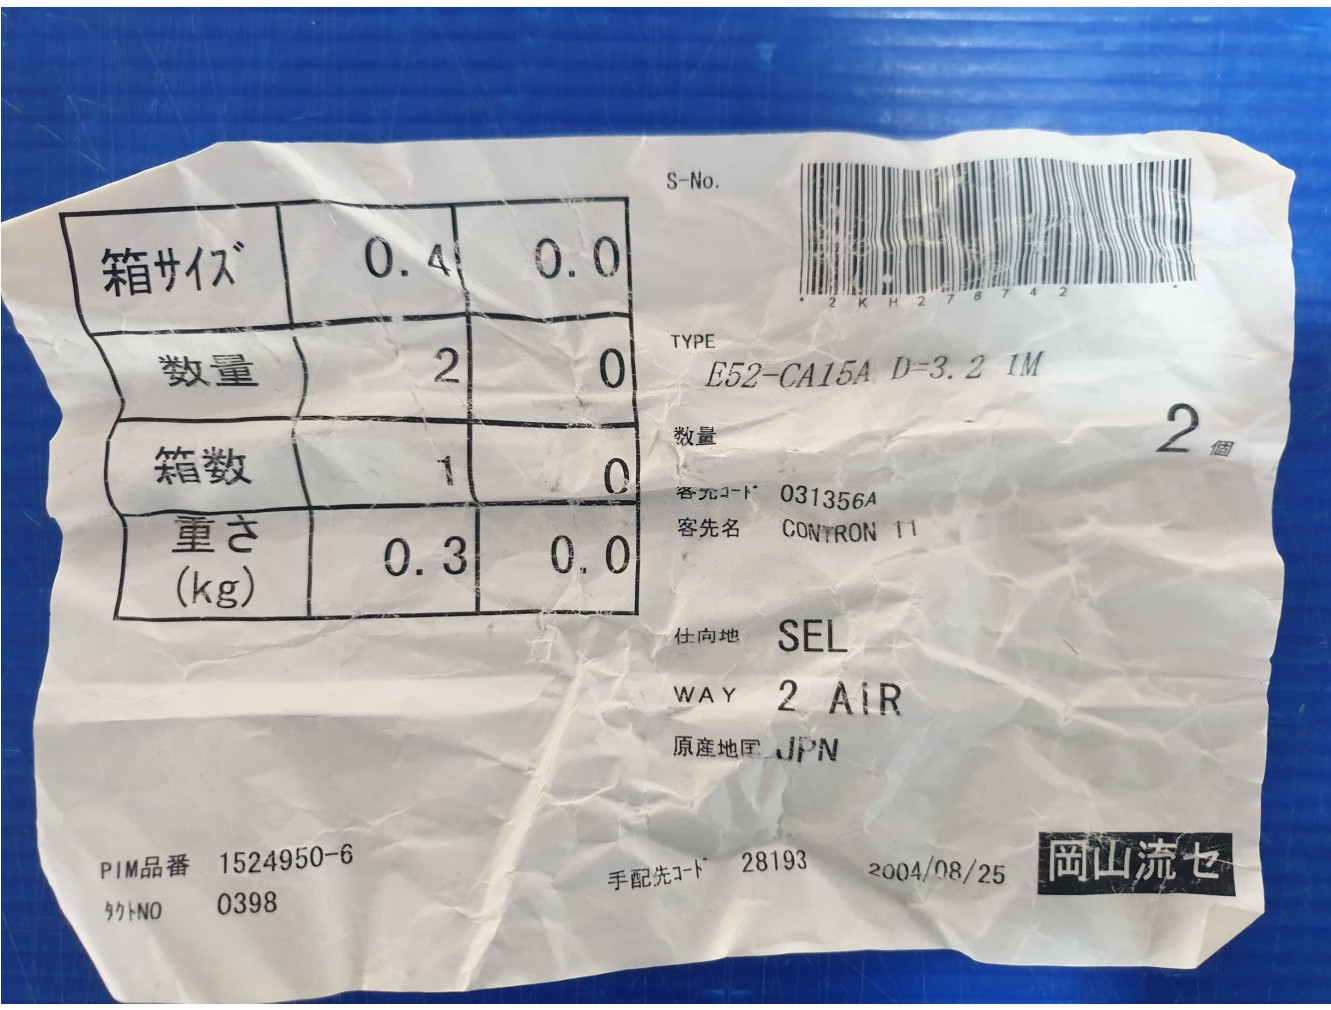 箱サイズ 0.4 0.0
数量 2 0
箱数 1 0
重さ
(kg) 0.3 0.0
S-No.
*2KH278742 *
TYPE
E52-CA15A D=3.2 1M
数量 2個
客先コード 031356A
客先名 CONTRON 11
仕向地 SEL
WAY 2 AIR
原産地国 JPN
PIM品番 1524950-6
タクトNO 0398
手配先コード 28193
2004/08/25
岡山流セ